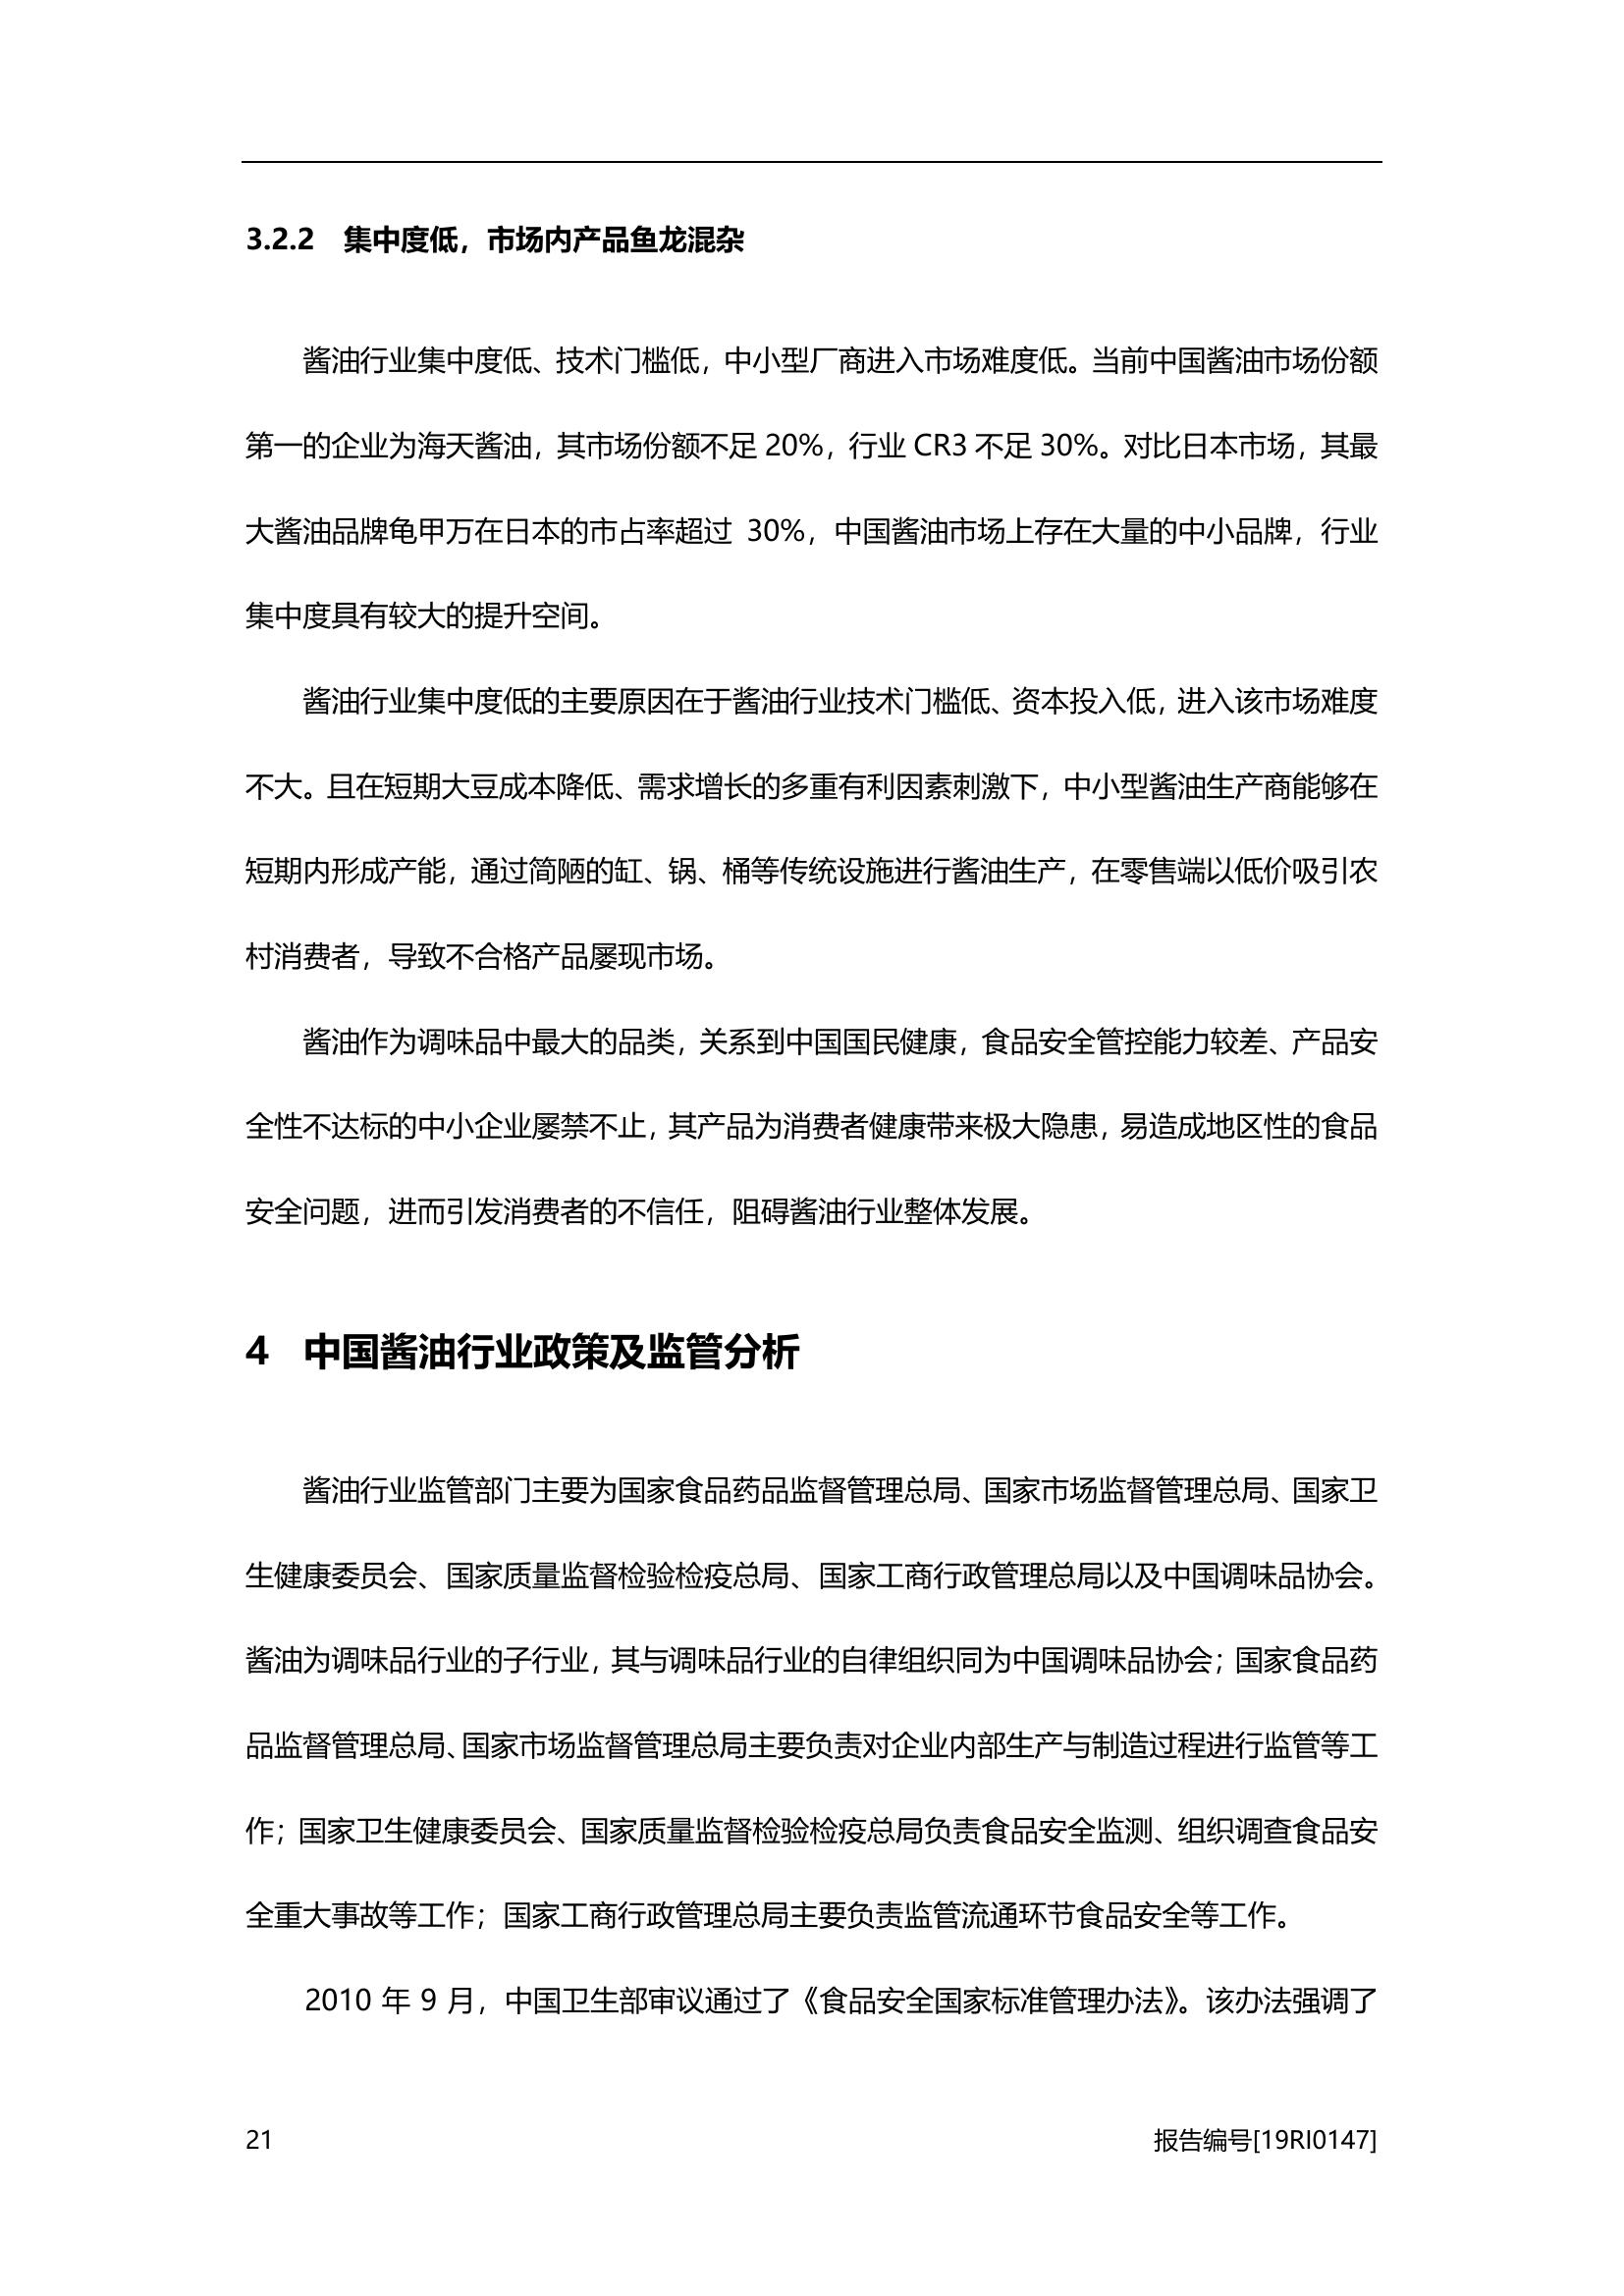 3.2.2 集中度低，市场内产品鱼龙混杂
酱油行业集中度低、技术门槛低，中小型厂商进入市场难度低。当前中国酱油市场份额
第一的企业为海天酱油，其市场份额不足 20%，行业 CR3 不足 30%。对比日本市场，其最
大酱油品牌龟甲万在日本的市占率超过 30%，中国酱油市场上存在大量的中小品牌，行业
集中度具有较大的提升空间。
酱油行业集中度低的主要原因在于酱油行业技术门槛低、资本投入低，进入该市场难度
不大。且在短期大豆成本降低、需求增长的多重有利因素刺激下，中小型酱油生产商能够在
短期内形成产能，通过简陋的缸、锅、桶等传统设施进行酱油生产，在零售端以低价吸引农
村消费者，导致不合格产品屡现市场。
酱油作为调味品中最大的品类，关系到中国国民健康，食品安全管控能力较差、产品安
全性不达标的中小企业屡禁不止，其产品为消费者健康带来极大隐患，易造成地区性的食品
安全问题，进而引发消费者的不信任，阻碍酱油行业整体发展。
4 中国酱油行业政策及监管分析
酱油行业监管部门主要为国家食品药品监督管理总局、国家市场监督管理总局、国家卫
生健康委员会、国家质量监督检验检疫总局、国家工商行政管理总局以及中国调味品协会。
酱油为调味品行业的子行业，其与调味品行业的自律组织同为中国调味品协会；国家食品药
品监督管理总局、国家市场监督管理总局主要负责对企业内部生产与制造过程进行监管等工
作；国家卫生健康委员会、国家质量监督检验检疫总局负责食品安全监测、组织调查食品安
全重大事故等工作；国家工商行政管理总局主要负责监管流通环节食品安全等工作。
2010 年 9 月，中国卫生部审议通过了《食品安全国家标准管理办法》。该办法强调了
21 报告编号[19RI0147]